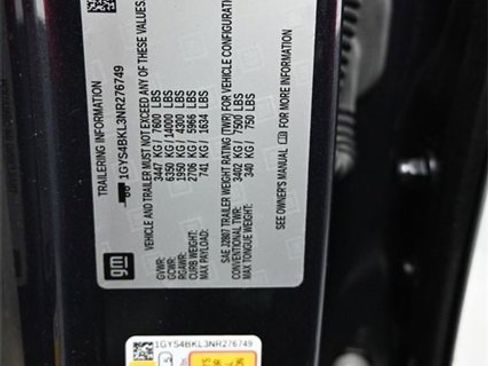 TRAILERING INFORMATION
1GYS4BKL3NR276749
VEHICLE AND TRAILER MUST NOT EXCEED ANY OF THESE VALUES
GVWR: 3447 KG / 7600 LBS
GCWR: 6350 KG / 14000 LBS
RGAWR: 1950 KG / 4300 LBS
CURB WEIGHT: 2706 KG / 5966 LBS
MAX PAYLOAD: 741 KG / 1634 LBS
SAE J2807 TRAILER WEIGHT RATING (TWR) FOR VEHICLE CONFIGURATION
CONVENTIONAL TWR: 3402 KG / 7500 LBS
MAX TONGUE WEIGHT: 340 KG / 750 LBS
SEE OWNER'S MANUAL FOR MORE INFORMATION
gm
1GYS4BKL3NR276749